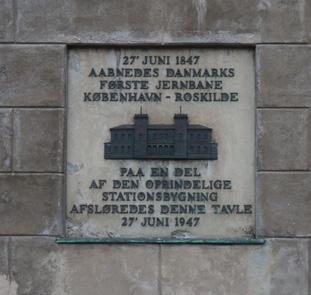 27' JUNI 1847
AABNEDES DANMARKS
FØRSTE JERNBANE
KØBENHAVN - ROSKILDE
PAA EN DEL
AF DEN OPRINDELIGE
STATIONSBYGNING
AFSLØREDES DENNE TAVLE
27' JUNI 1947